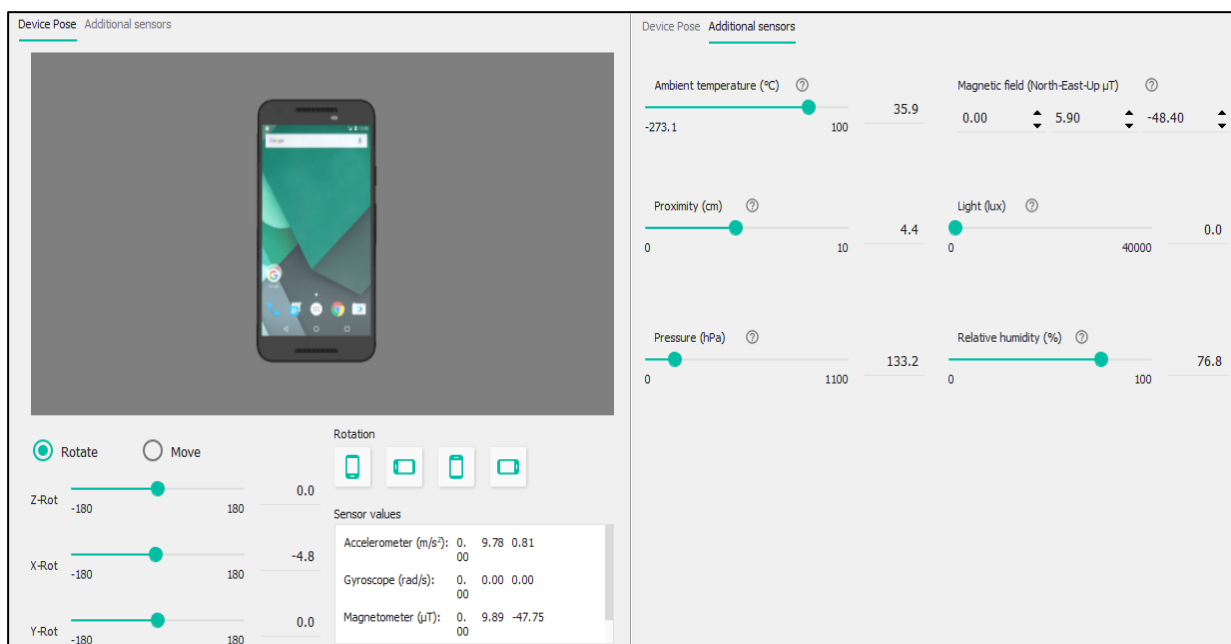 Device Pose Additional sensors
Google
Google
Rotate Move
Z-Rot -180 180 0.0
X-Rot -180 180 -4.8
Y-Rot -180 180 0.0
Rotation
Sensor values
Accelerometer (m/s²): 0.00 9.78 0.81
Gyroscope (rad/s): 0.00 0.00 0.00
Magnetometer (μT): 0.00 9.89 -47.75
Device Pose Additional sensors
Ambient temperature (°C) ?
-273.1 100 35.9
Magnetic field (North-East-Up μT) ?
0.00 5.90 -48.40
Proximity (cm) ?
0 10 4.4
Light (lux) ?
0 40000 0.0
Pressure (hPa) ?
0 1100 133.2
Relative humidity (%) ?
0 100 76.8